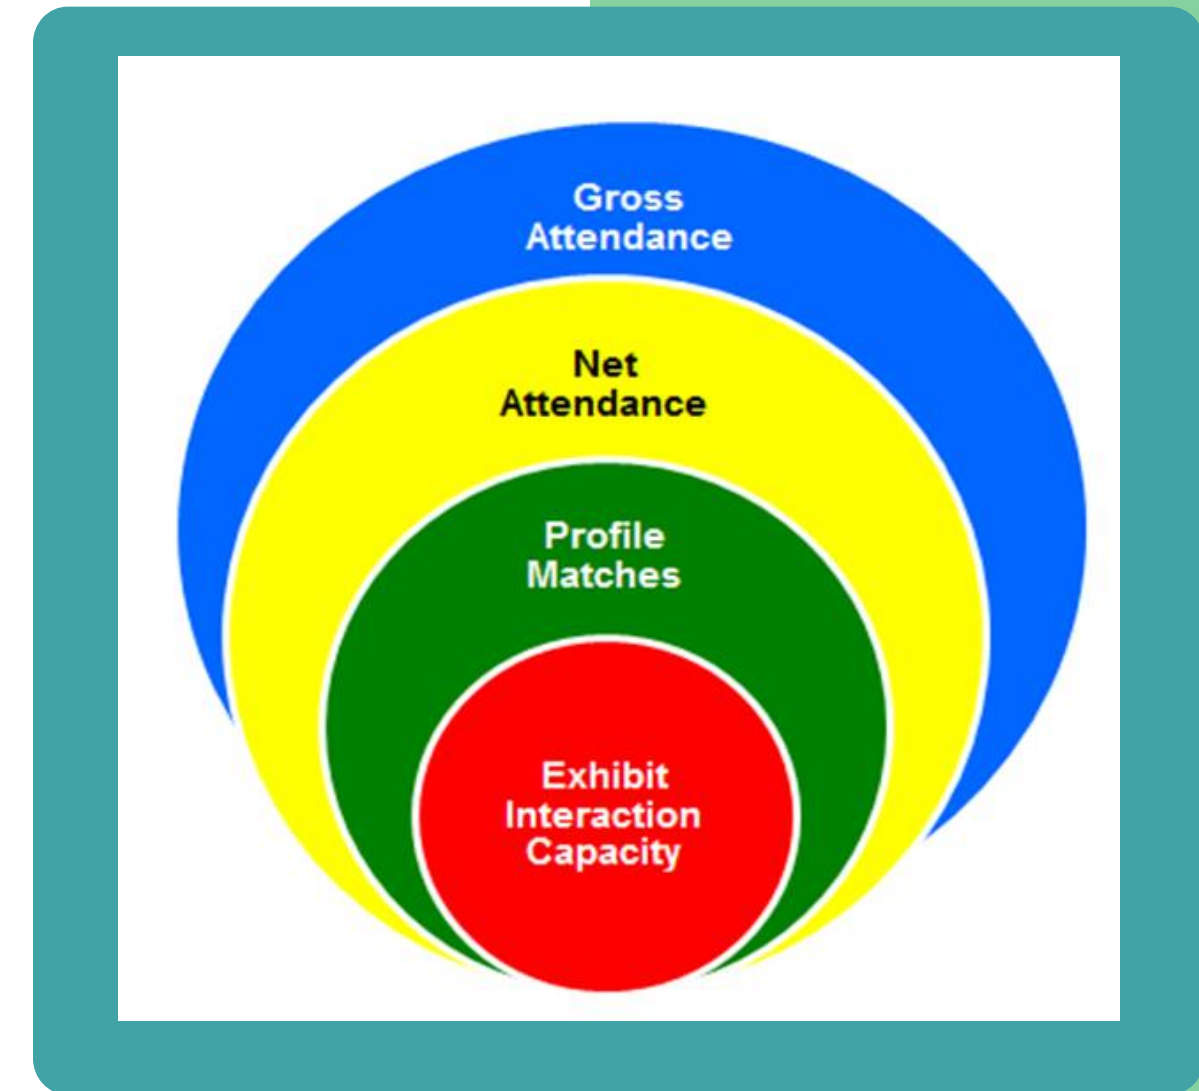 Gross
Attendance
Net
Attendance
Profile
Matches
Exhibit
Interaction
Capacity